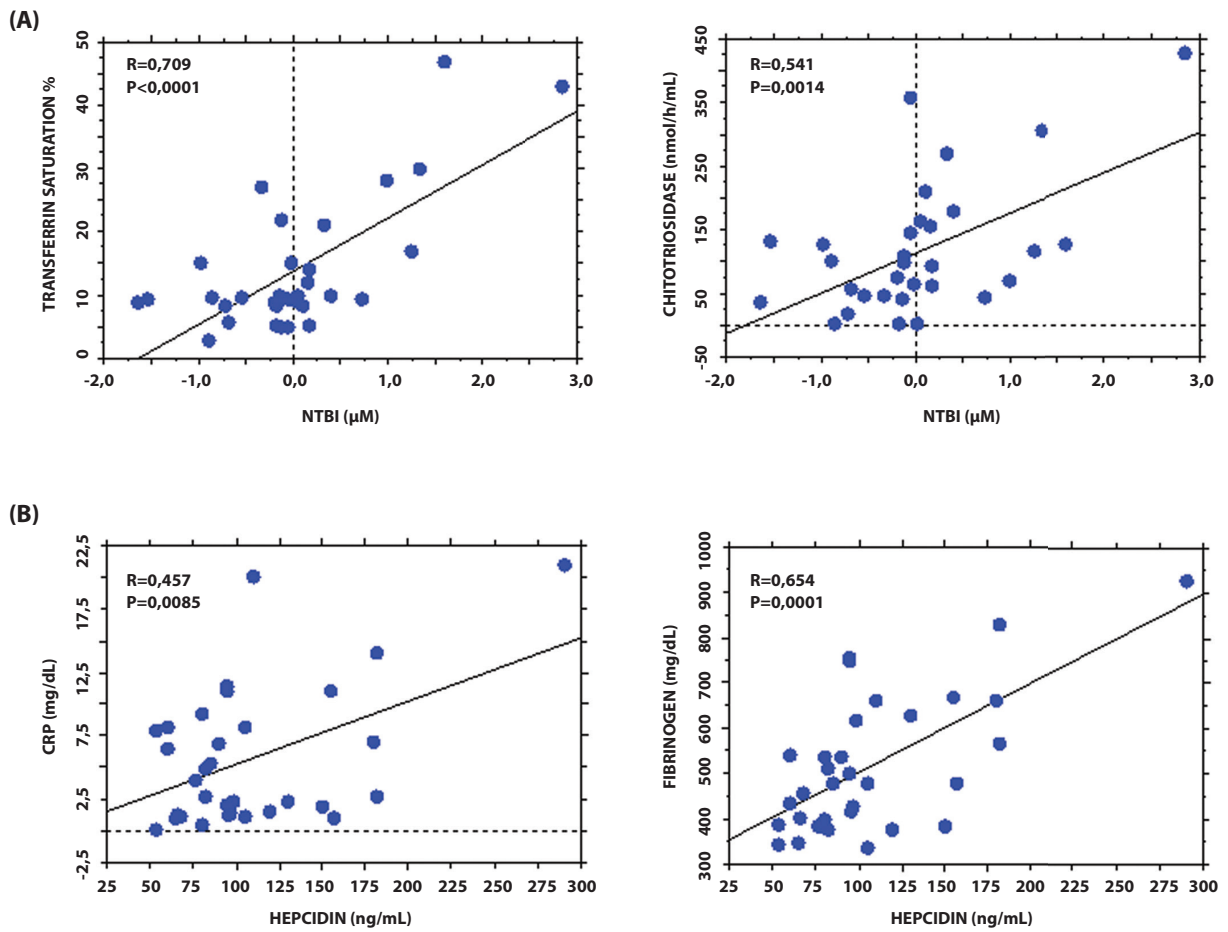 (A)
TRANSFERRIN SATURATION %
50
40
30
20
10
0
R=0,709
P<0,0001
-2,0 -1,0 0,0 1,0 2,0 3,0
NTBI (µM)
CHITOTRIOSIDASE (nmol/h/mL)
450
350
250
150
50
-50
R=0,541
P=0,0014
-2,0 -1,0 0,0 1,0 2,0 3,0
NTBI (µM)
(B)
CRP (mg/dL)
22,5
17,5
12,5
7,5
2,5
-2,5
R=0,457
P=0,0085
25 50 75 100 125 150 175 200 225 250 275 300
HEPCIDIN (ng/mL)
FIBRINOGEN (mg/dL)
1000
900
800
700
600
500
400
300
R=0,654
P=0,0001
25 50 75 100 125 150 175 200 225 250 275 300
HEPCIDIN (ng/mL)